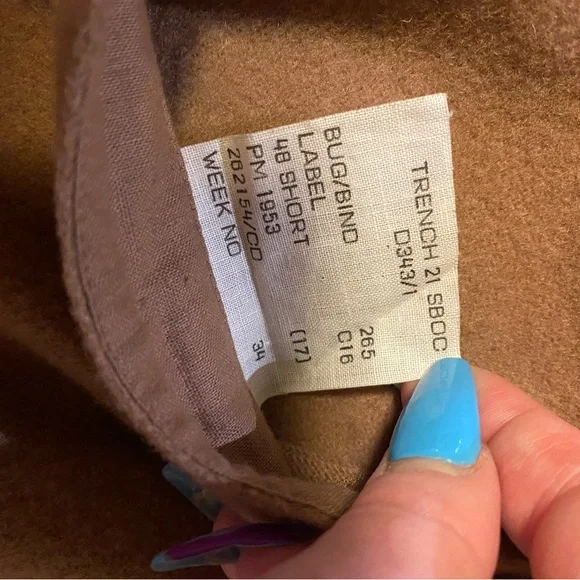 TRENCH 21 SBOC
D343/1
BUG/BIND 265
LABEL C16
48 SHORT (17)
PM 1953
262154/CD
WEEK NO 34